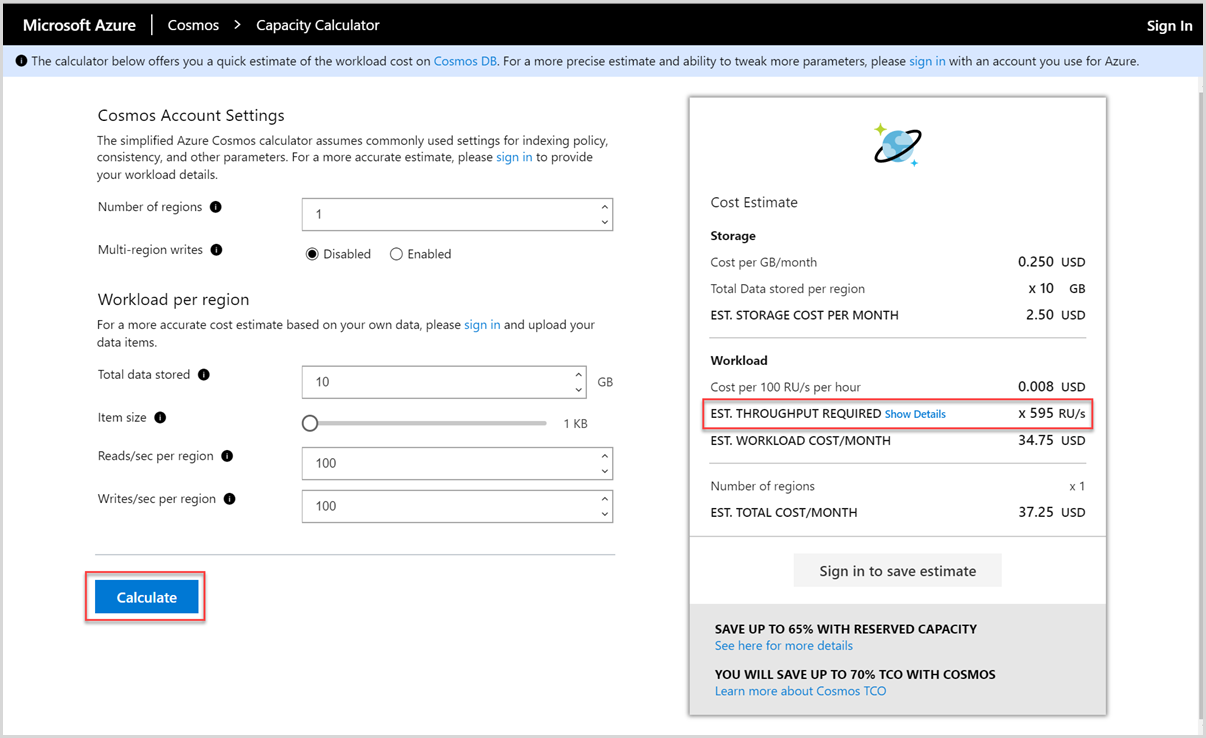 Microsoft Azure | Cosmos > Capacity Calculator
Sign In
The calculator below offers you a quick estimate of the workload cost on Cosmos DB. For a more precise estimate and ability to tweak more parameters, please sign in with an account you use for Azure.
Cosmos Account Settings
The simplified Azure Cosmos calculator assumes commonly used settings for indexing policy,
consistency, and other parameters. For a more accurate estimate, please sign in to provide
your workload details.
Number of regions
1
Multi-region writes
Disabled
Enabled
Workload per region
For a more accurate cost estimate based on your own data, please sign in and upload your
data items.
Total data stored
10
GB
Item size
1 KB
Reads/sec per region
100
Writes/sec per region
100
Calculate
Cost Estimate
Storage
Cost per GB/month 0.250 USD
Total Data stored per region x 10 GB
EST. STORAGE COST PER MONTH 2.50 USD
Workload
Cost per 100 RU/s per hour 0.008 USD
EST. THROUGHPUT REQUIRED Show Details x 595 RU/s
EST. WORKLOAD COST/MONTH 34.75 USD
Number of regions x 1
EST. TOTAL COST/MONTH 37.25 USD
Sign in to save estimate
SAVE UP TO 65% WITH RESERVED CAPACITY
See here for more details
YOU WILL SAVE UP TO 70% TCO WITH COSMOS
Learn more about Cosmos TCO